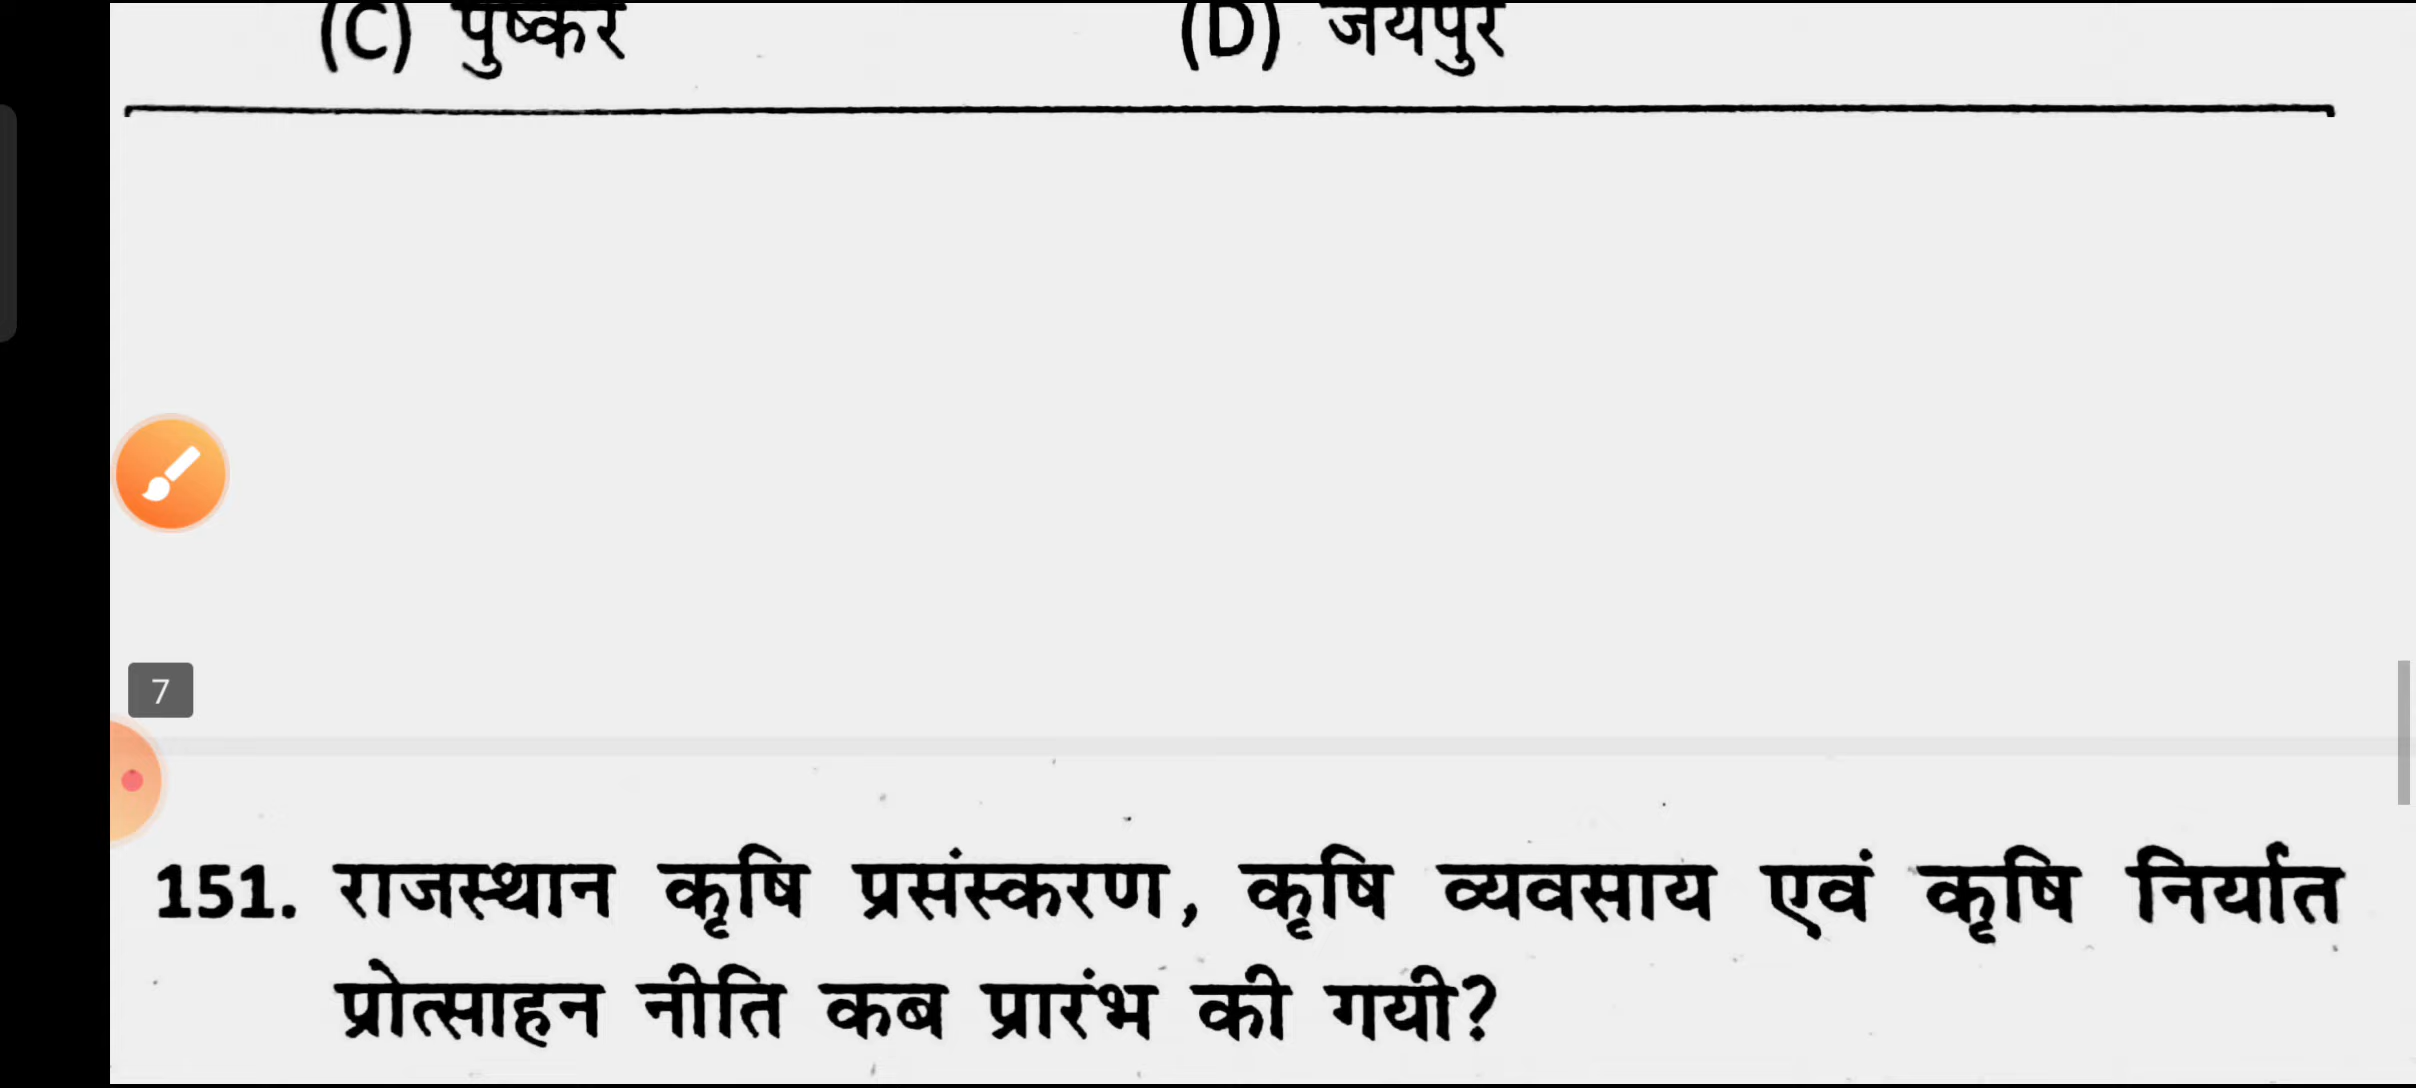 (C) पुष्कर (D) जयपुर
7
151. राजस्थान कृषि प्रसंस्करण, कृषि व्यवसाय एवं कृषि निर्यात
प्रोत्साहन नीति कब प्रारंभ की गयी?